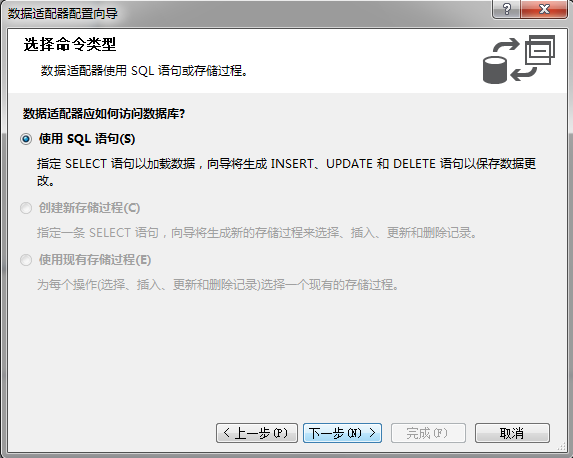 数据适配器配置向导
选择命令类型
数据适配器使用 SQL 语句或存储过程。
数据适配器应如何访问数据库?
使用 SQL 语句(S)
指定 SELECT 语句以加载数据，向导将生成 INSERT、UPDATE 和 DELETE 语句以保存数据更
改。
创建新存储过程(C)
指定一条 SELECT 语句，向导将生成新的存储过程来选择、插入、更新和删除记录。
使用现有存储过程(E)
为每个操作(选择、插入、更新和删除记录)选择一个现有的存储过程。
< 上一步(P) 下一步(N) > 完成(F) 取消